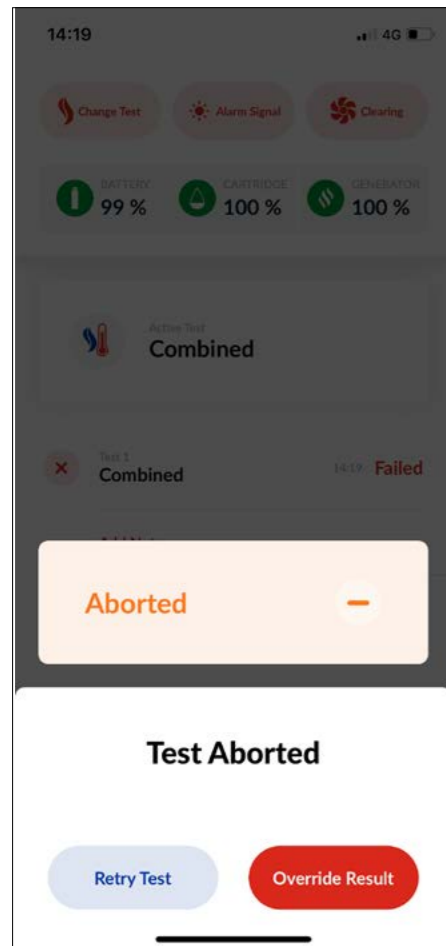 14:19 4G
Change Test Alarm Signal Clearing
BATTERY CARTRIDGE GENERATOR
99 % 100 % 100 %
Active Test
Combined
Test 1
Combined 14:19 Failed
Aborted
Test Aborted
Retry Test Override Result